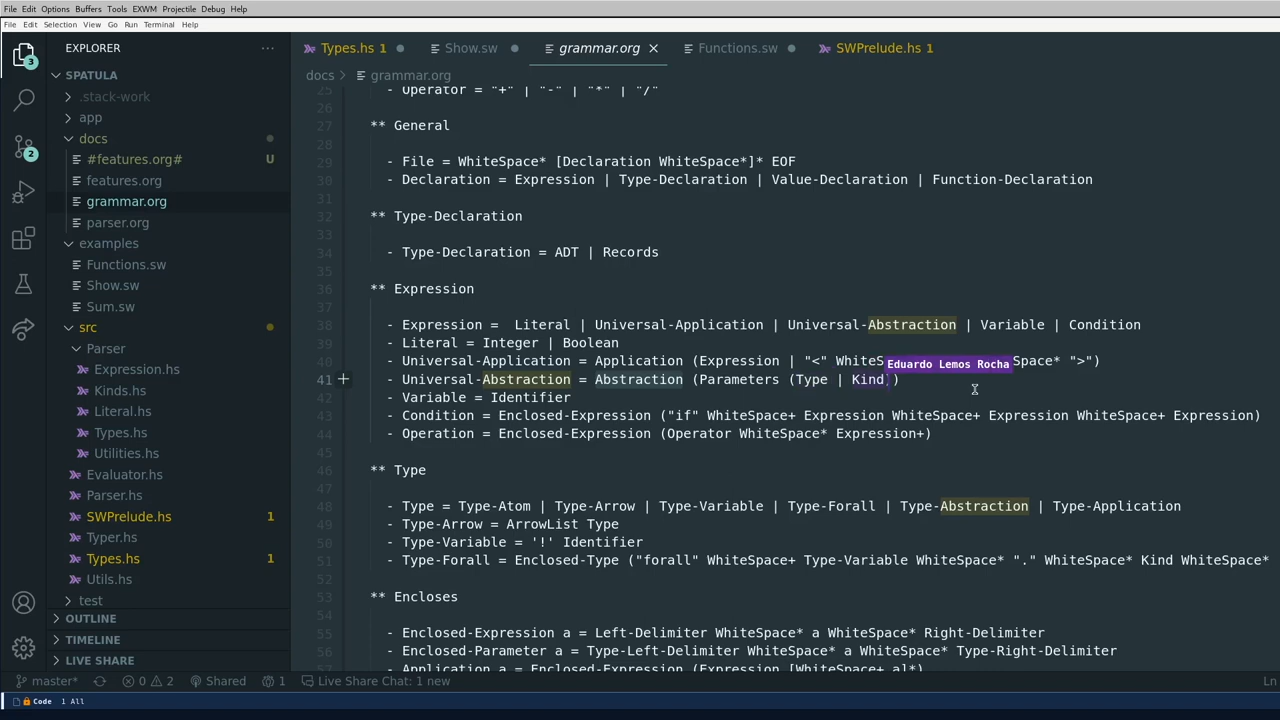 File Edit Options Buffers Tools EXWM Projectile Debug Help
File Edit Selection View Go Run Terminal Help
EXPLORER ···
Types.hs 1
Show.sw
grammar.org
Functions.sw
SWPrelude.hs 1
3
SPATULA
docs > grammar.org
.stack-work
app
docs
#features.org# U
features.org
grammar.org
parser.org
examples
Functions.sw
Show.sw
Sum.sw
src
Parser
Expression.hs
Kinds.hs
Literal.hs
Types.hs
Utilities.hs
Evaluator.hs
Parser.hs
SWPrelude.hs 1
Typer.hs
Types.hs 1
Utils.hs
test
OUTLINE
TIMELINE
LIVE SHARE
2
25 - Operator = "+" | "-" | "*" | "/"
26
27 ** General
28
29 - File = WhiteSpace* [Declaration WhiteSpace*]* EOF
30 - Declaration = Expression | Type-Declaration | Value-Declaration | Function-Declaration
31
32 ** Type-Declaration
33
34 - Type-Declaration = ADT | Records
35
36 ** Expression
37
38 - Expression =  Literal | Universal-Application | Universal-Abstraction | Variable | Condition
39 - Literal = Integer | Boolean
40 - Universal-Application = Application (Expression | "<" WhiteS Space* ">")
Eduardo Lemos Rocha
41 - Universal-Abstraction = Abstraction (Parameters (Type | Kind))
42 - Variable = Identifier
43 - Condition = Enclosed-Expression ("if" WhiteSpace+ Expression WhiteSpace+ Expression WhiteSpace+ Expression)
44 - Operation = Enclosed-Expression (Operator WhiteSpace* Expression+)
45
46 ** Type
47
48 - Type = Type-Atom | Type-Arrow | Type-Variable | Type-Forall | Type-Abstraction | Type-Application
49 - Type-Arrow = ArrowList Type
50 - Type-Variable = '!' Identifier
51 - Type-Forall = Enclosed-Type ("forall" WhiteSpace+ Type-Variable WhiteSpace* "." WhiteSpace* Kind WhiteSpace*
52
53 ** Encloses
54
55 - Enclosed-Expression a = Left-Delimiter WhiteSpace* a WhiteSpace* Right-Delimiter
56 - Enclosed-Parameter a = Type-Left-Delimiter WhiteSpace* a WhiteSpace* Type-Right-Delimiter
57 - Application a = Enclosed-Expression (Expression [WhiteSpace+ a]*)
master* 0 2 Shared 1 Live Share Chat: 1 new Ln
Code 1 All